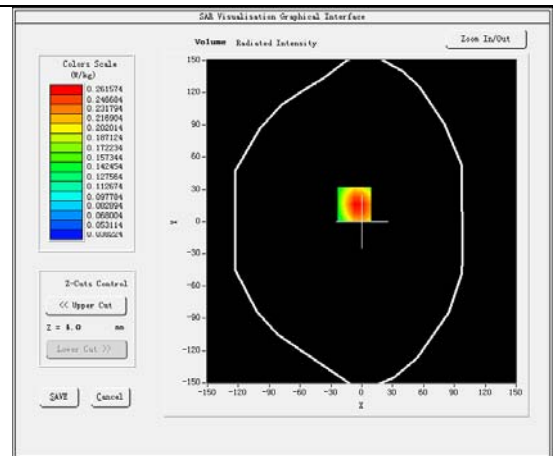 SAR Visualisation Graphical Interface
Colors Scale
(W/kg)
0.261574
0.246684
0.231794
0.216904
0.202014
0.187124
0.172234
0.157344
0.142454
0.127564
0.112674
0.097784
0.082894
0.068004
0.053114
0.038224
Z-Cuts Control
<< Upper Cut
Z = 4.0 mm
Lower Cut >>
SAVE Cancel
Volume Radiated Intensity
Zoom In/Out
150
120
90
60
30
0
-30
-60
-90
-120
-150
Y
-150 -120 -90 -60 -30 0 30 60 90 120 150
X